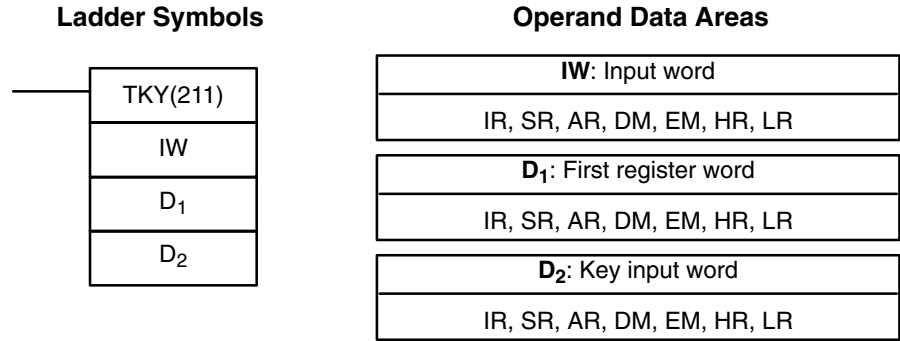 Ladder Symbols
TKY(211)
IW
D1
D2
Operand Data Areas
IW: Input word
IR, SR, AR, DM, EM, HR, LR
D1: First register word
IR, SR, AR, DM, EM, HR, LR
D2: Key input word
IR, SR, AR, DM, EM, HR, LR